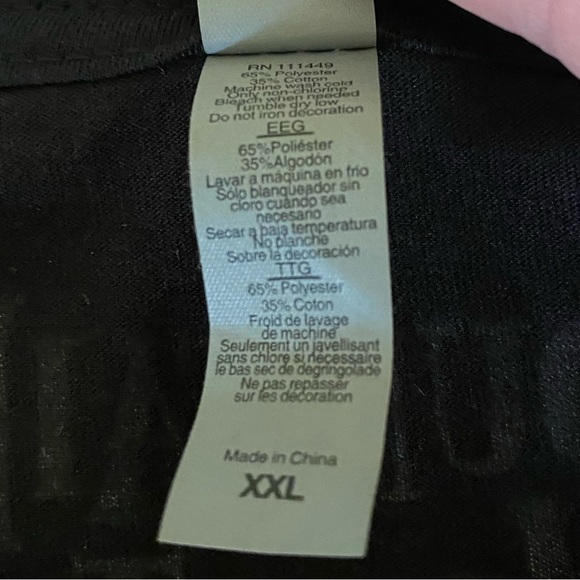 RN 111449
65% Polyester
35% Cotton
Machine wash cold
Only non-chlorine
Bleach when needed
Tumble dry low
Do not iron decoration
EEG
65%Poliéster
35%Algodón
Lavar a máquina en frio
Sólo blanqueador sin
cloro cuando sea
necesano
Secar a baja temperatura
No planche
Sobre la decoración
TTG
65% Polyester
35% Coton
Froid de lavage
de machine
Seulement un javellisant
sans chlore si nécessaire
le bas sec de degringolade
Ne pas repasser
sur les décoration
Made in China
XXL